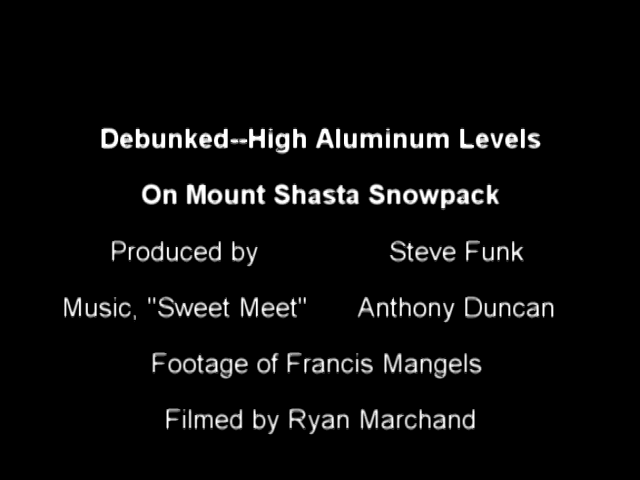 Debunked--High Aluminum Levels
On Mount Shasta Snowpack
Produced by Steve Funk
Music, "Sweet Meet" Anthony Duncan
Footage of Francis Mangels
Filmed by Ryan Marchand